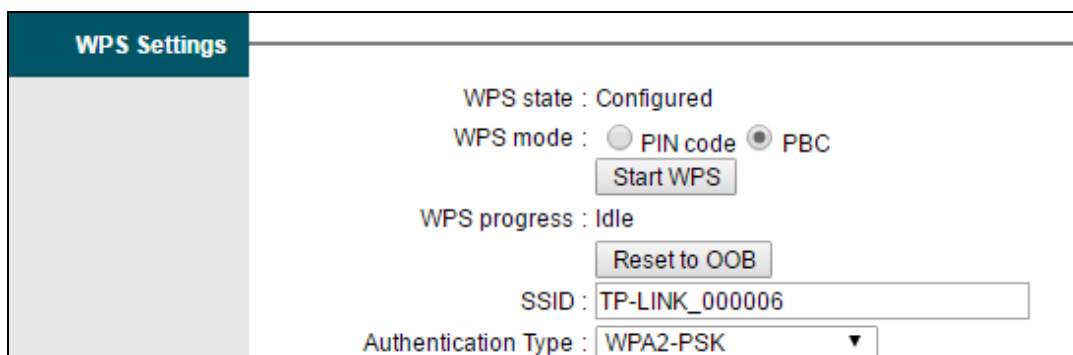 WPS Settings
WPS state : Configured
WPS mode : PIN code PBC
Start WPS
WPS progress : Idle
Reset to OOB
SSID : TP-LINK_000006
Authentication Type : WPA2-PSK